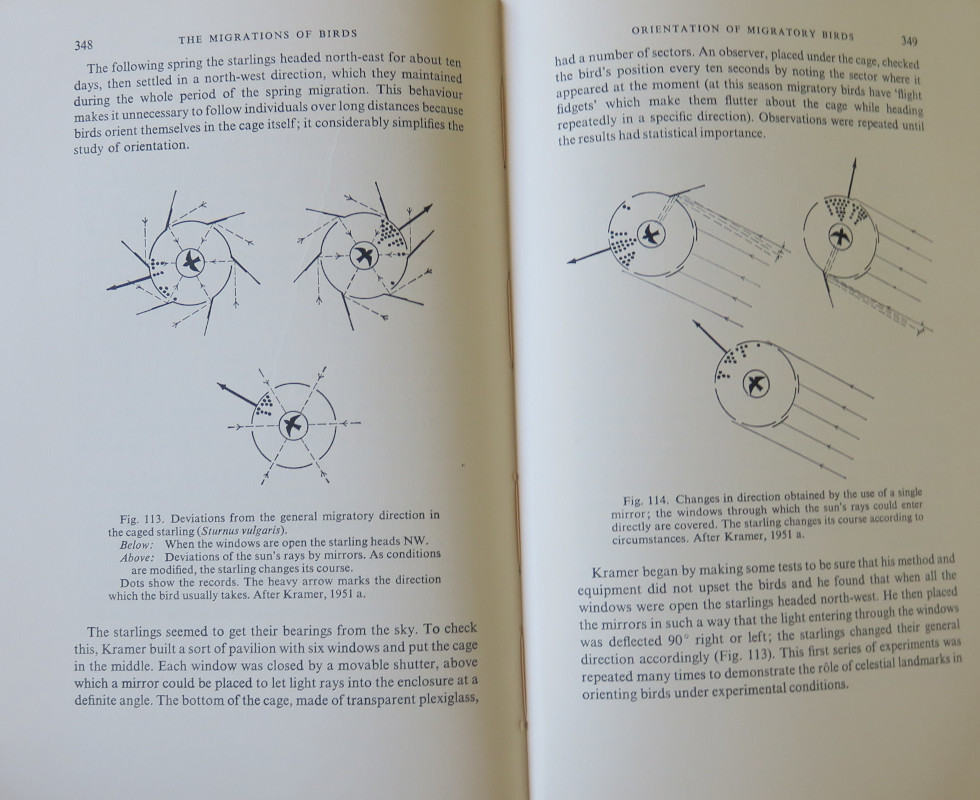 348
THE MIGRATIONS OF BIRDS
The following spring the starlings headed north-east for about ten
days, then settled in a north-west direction, which they maintained
during the whole period of the spring migration. This behaviour
makes it unnecessary to follow individuals over long distances because
birds orient themselves in the cage itself; it considerably simplifies the
study of orientation.
Fig. 113. Deviations from the general migratory direction in
the caged starling (Sturnus vulgaris).
Below: When the windows are open the starling heads NW.
Above: Deviations of the sun's rays by mirrors. As conditions
are modified, the starling changes its course.
Dots show the records. The heavy arrow marks the direction
which the bird usually takes. After Kramer, 1951 a.
The starlings seemed to get their bearings from the sky. To check
this, Kramer built a sort of pavilion with six windows and put the cage
in the middle. Each window was closed by a movable shutter, above
which a mirror could be placed to let light rays into the enclosure at a
definite angle. The bottom of the cage, made of transparent plexiglass,
ORIENTATION OF MIGRATORY BIRDS
349
had a number of sectors. An observer, placed under the cage, checked
the bird's position every ten seconds by noting the sector where it
appeared at the moment (at this season migratory birds have 'flight
fidgets' which make them flutter about the cage while heading
repeatedly in a specific direction). Observations were repeated until
the results had statistical importance.
Fig. 114. Changes in direction obtained by the use of a single
mirror; the windows through which the sun's rays could enter
directly are covered. The starling changes its course according to
circumstances. After Kramer, 1951 a.
Kramer began by making some tests to be sure that his method and
equipment did not upset the birds and he found that when all the
windows were open the starlings headed north-west. He then placed
the mirrors in such a way that the light entering through the windows
was deflected 90° right or left; the starlings changed their general
direction accordingly (Fig. 113). This first series of experiments was
repeated many times to demonstrate the rôle of celestial landmarks in
orienting birds under experimental conditions.